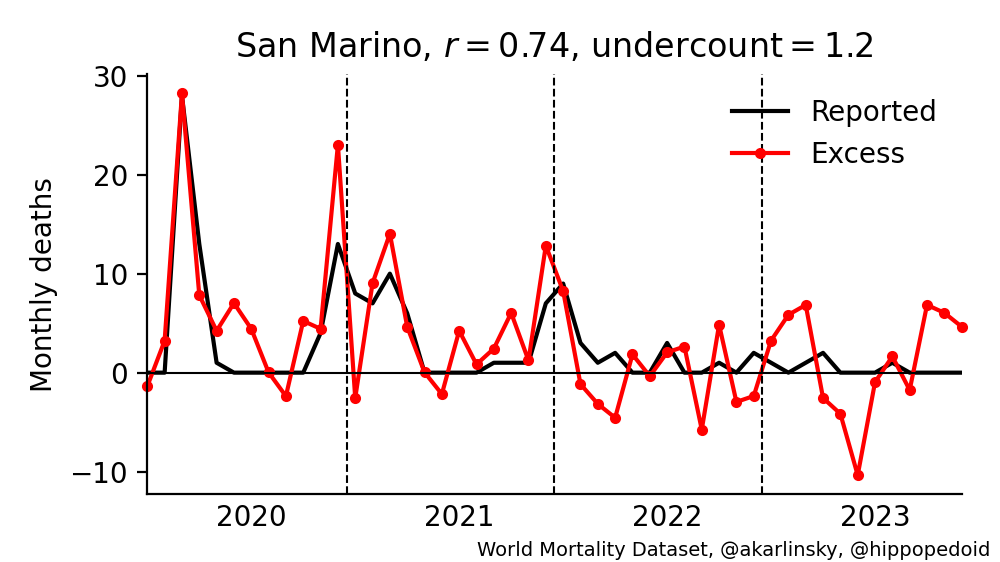 San Marino, r = 0.74, undercount = 1.2
Monthly deaths
30
20
10
0
−10
Reported
Excess
2020 2021 2022 2023
World Mortality Dataset, @akarlinsky, @hippopedoid